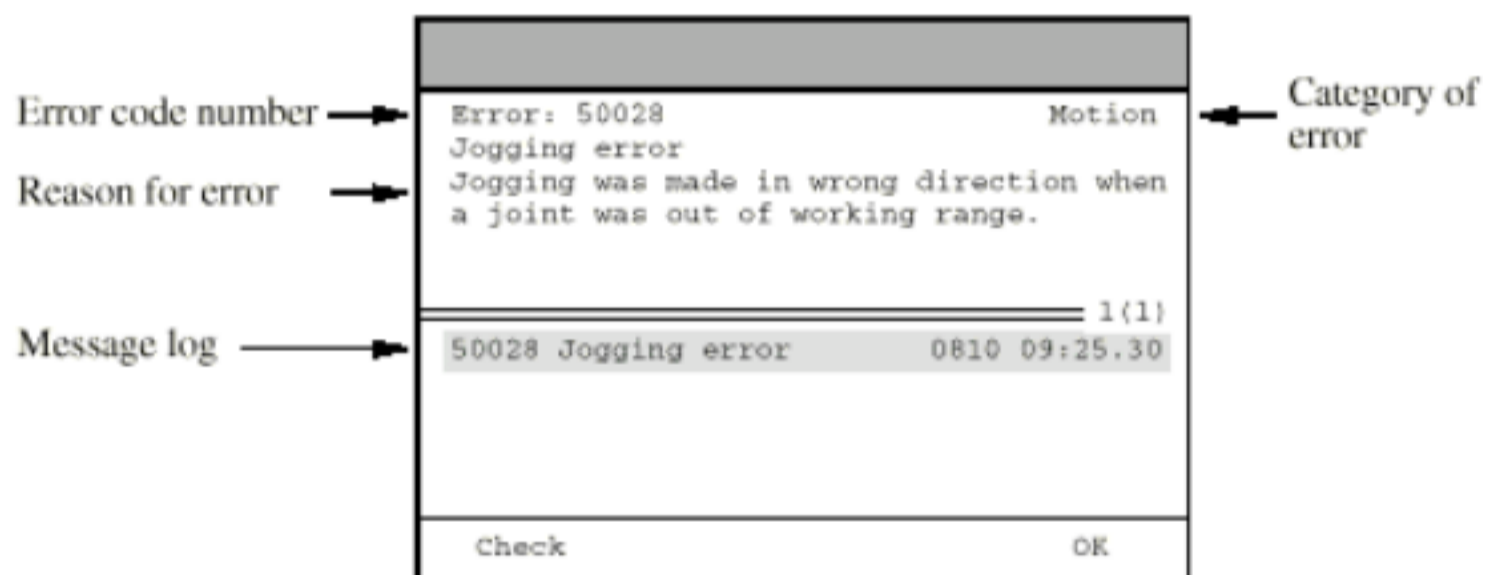 Error code number
Error: 50028 Motion
Category of
error
Jogging error
Reason for error
Jogging was made in wrong direction when
a joint was out of working range.
1(1)
Message log
50028 Jogging error 0810 09:25.30
Check OK